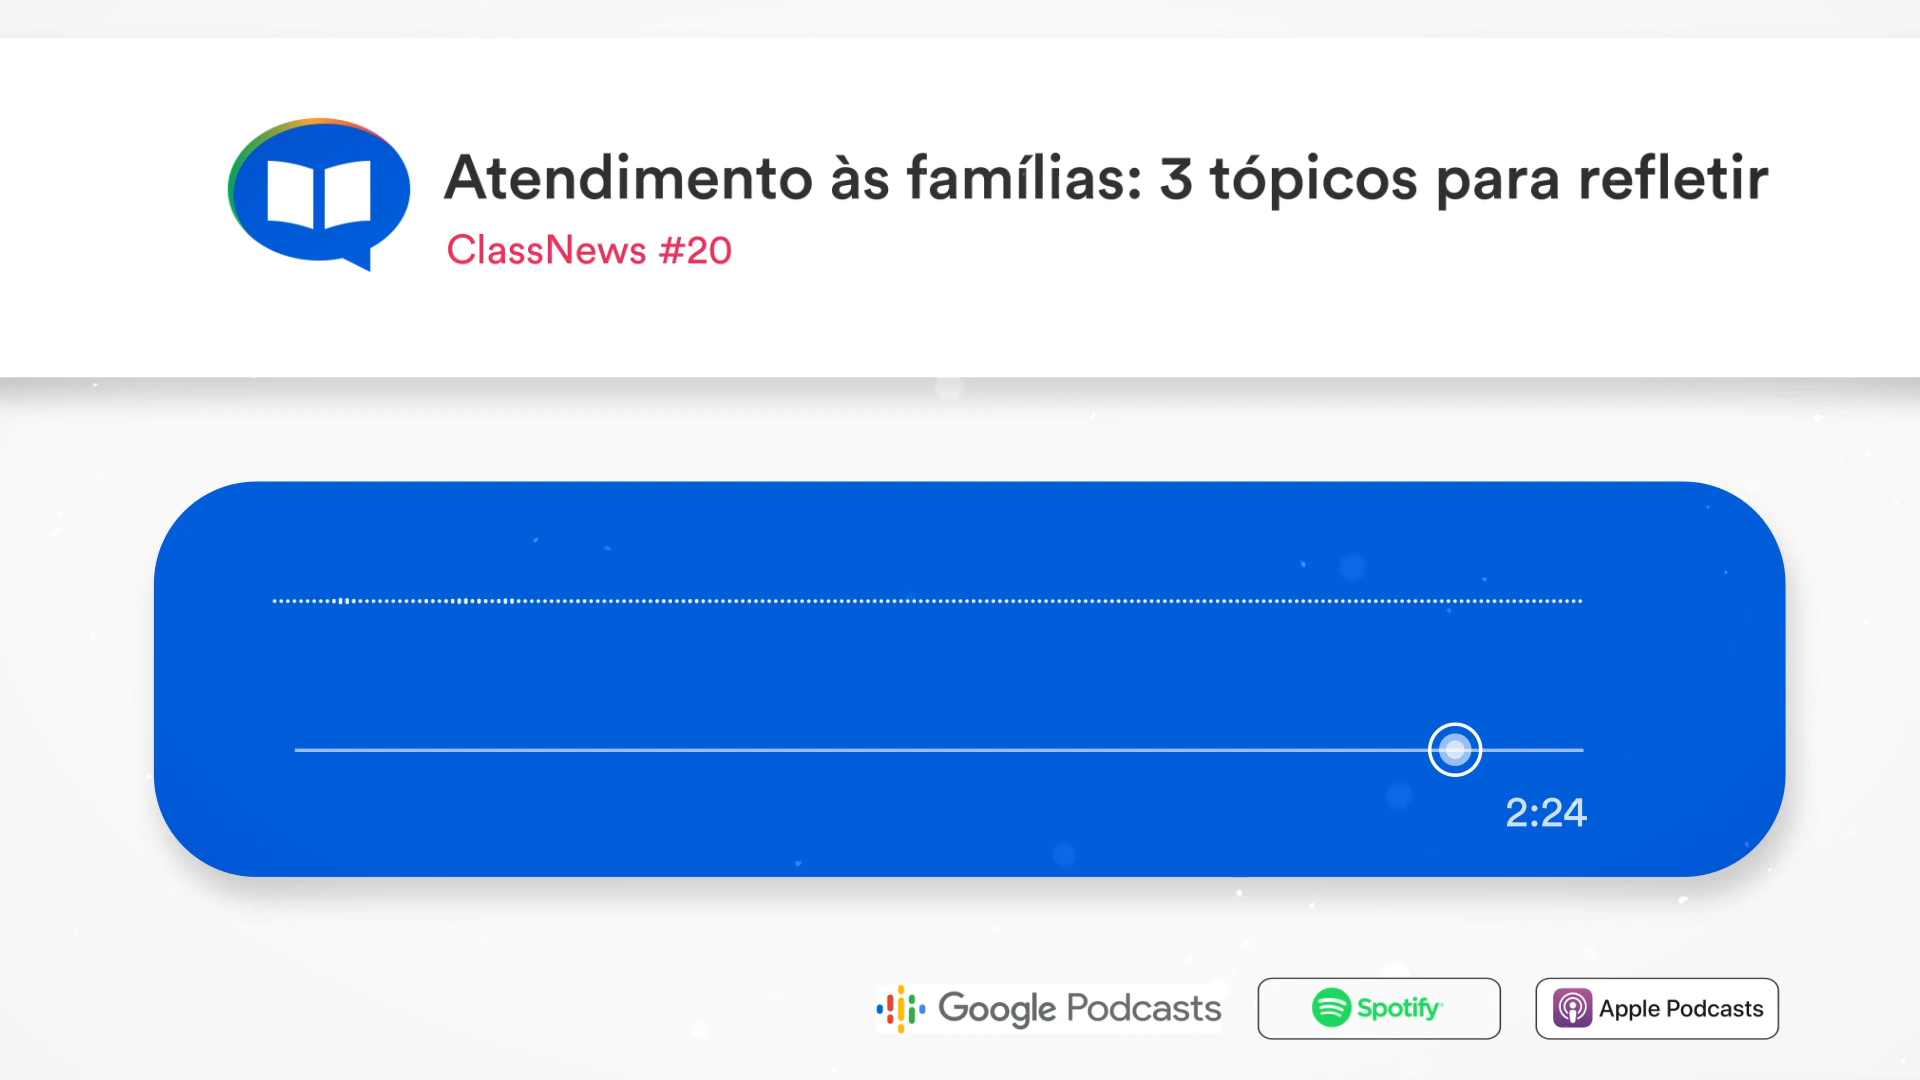 Atendimento às famílias: 3 tópicos para refletir
ClassNews #20
2:24
Google Podcasts
Spotify
Apple Podcasts